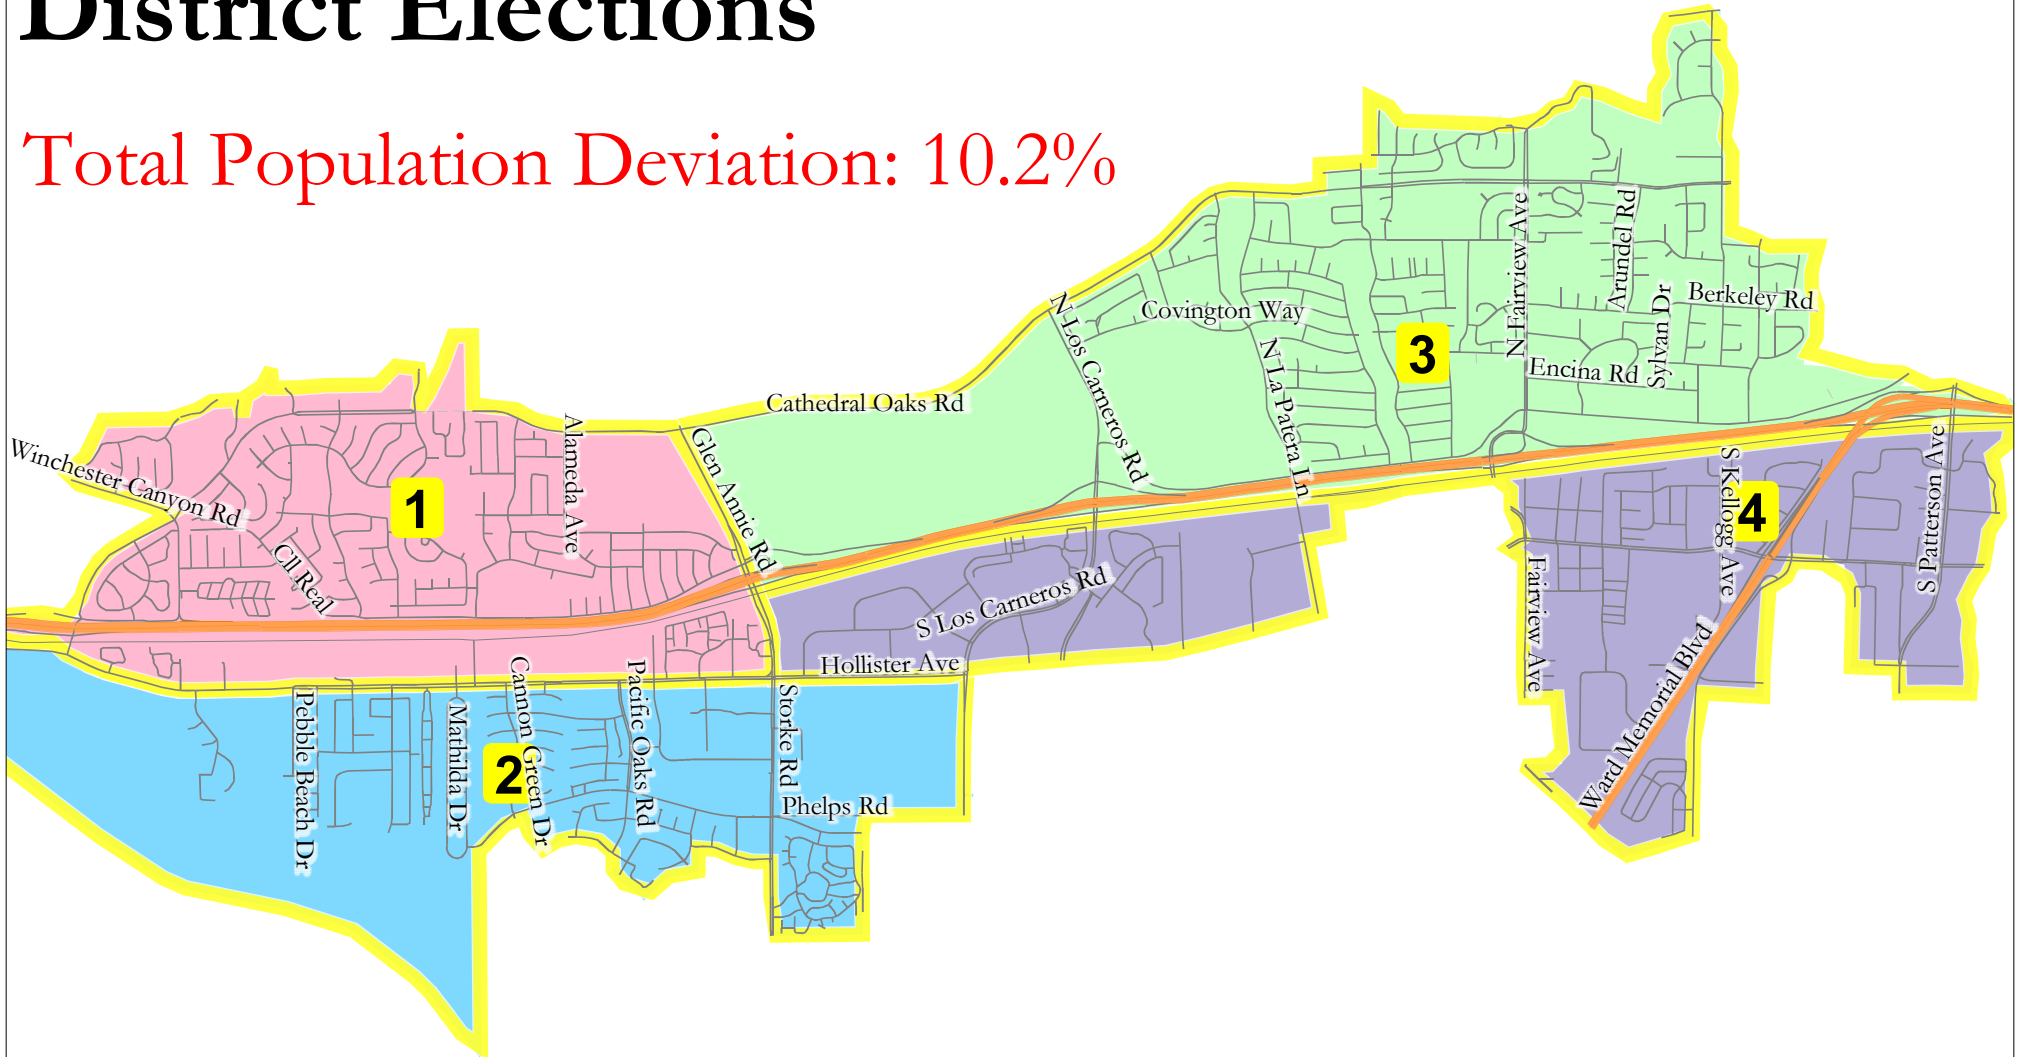 District Elections
Total Population Deviation: 10.2%
N Fairview Ave
Arundel Rd
Sylvan Dr
Berkeley Rd
N Los Carneros Rd
Covington Way
N La Patera Ln
3
Encina Rd
Cathedral Oaks Rd
Winchester Canyon Rd
1
Alameda Ave
Glen Annie Rd
Cll Real
S Kellogg Ave
4
S Patterson Ave
S Los Carneros Rd
Fairview Ave
Hollister Ave
Ward Memorial Blvd
Pebble Beach Dr
Mathilda Dr
Cannon Green Dr
2
Pacific Oaks Rd
Storke Rd
Phelps Rd